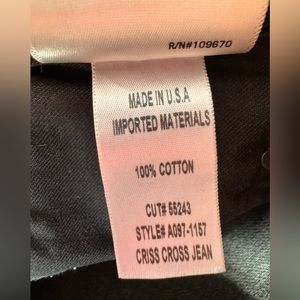 R/N#109670
MADE IN U.S.A
IMPORTED MATERIALS
100% COTTON
CUT# 55243
STYLE# A097-1157
CRISS CROSS JEAN